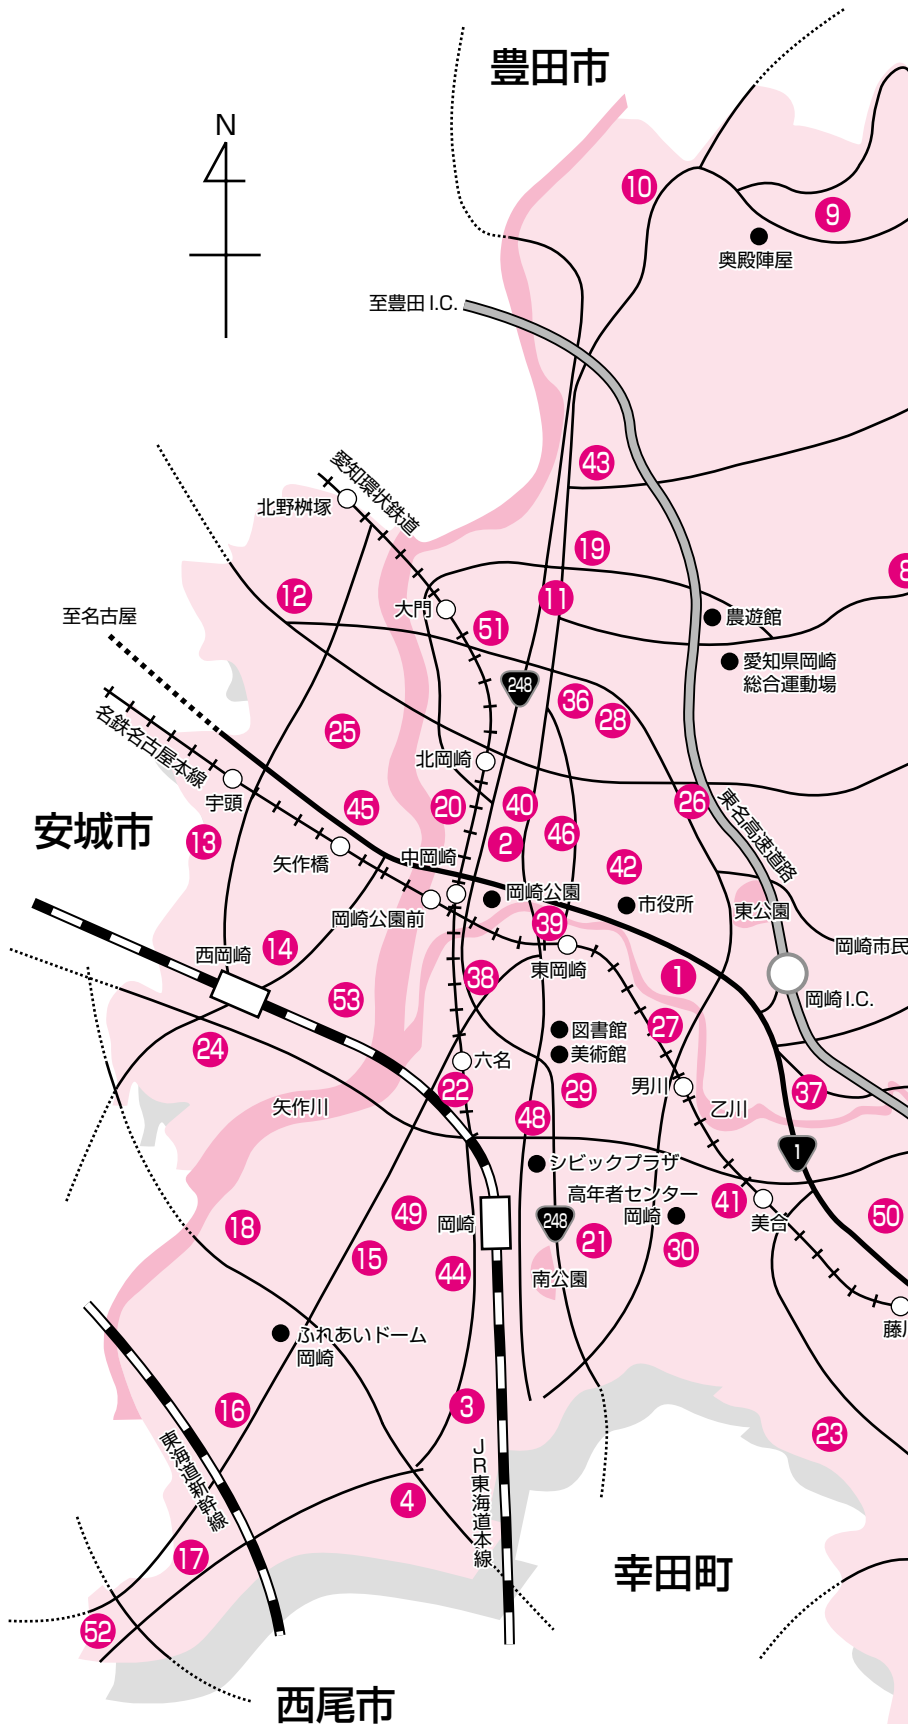 豊田市
N
10
9
奥殿陣屋
至豊田 I.C.
43
愛知環状鉄道
北野桝塚
19
8
12
11
大門
51
農遊館
至名古屋
愛知県岡崎
総合運動場
248
36
28
名鉄名古屋本線
25
北岡崎
宇頭
45
20
40
26
東名高速道路
安城市
13
矢作橋
中岡崎
2
46
42
岡崎公園
市役所
岡崎公園前
39
東公園
岡崎市民
西岡崎
14
東岡崎
38
1
岡崎 I.C.
53
27
図書館
美術館
24
六名
22
29
男川
37
矢作川
48
乙川
1
シビックプラザ
高年者センター
岡崎
41
美合
50
18
49
岡崎
248
21
30
15
44
南公園
藤川
ふれあいドーム
岡崎
16
3
23
東海道新幹線
JR東海道本線
4
17
幸田町
52
西尾市